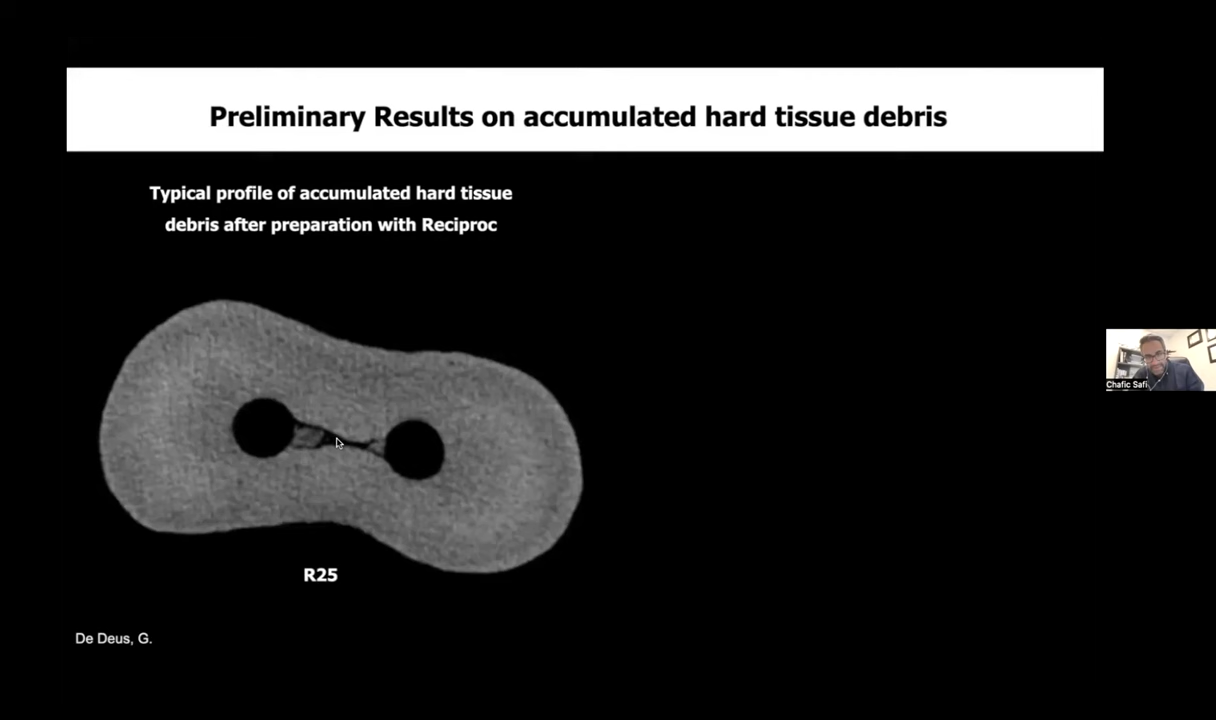 Preliminary Results on accumulated hard tissue debris
Typical profile of accumulated hard tissue
debris after preparation with Reciproc
Chafic Safi
R25
De Deus, G.